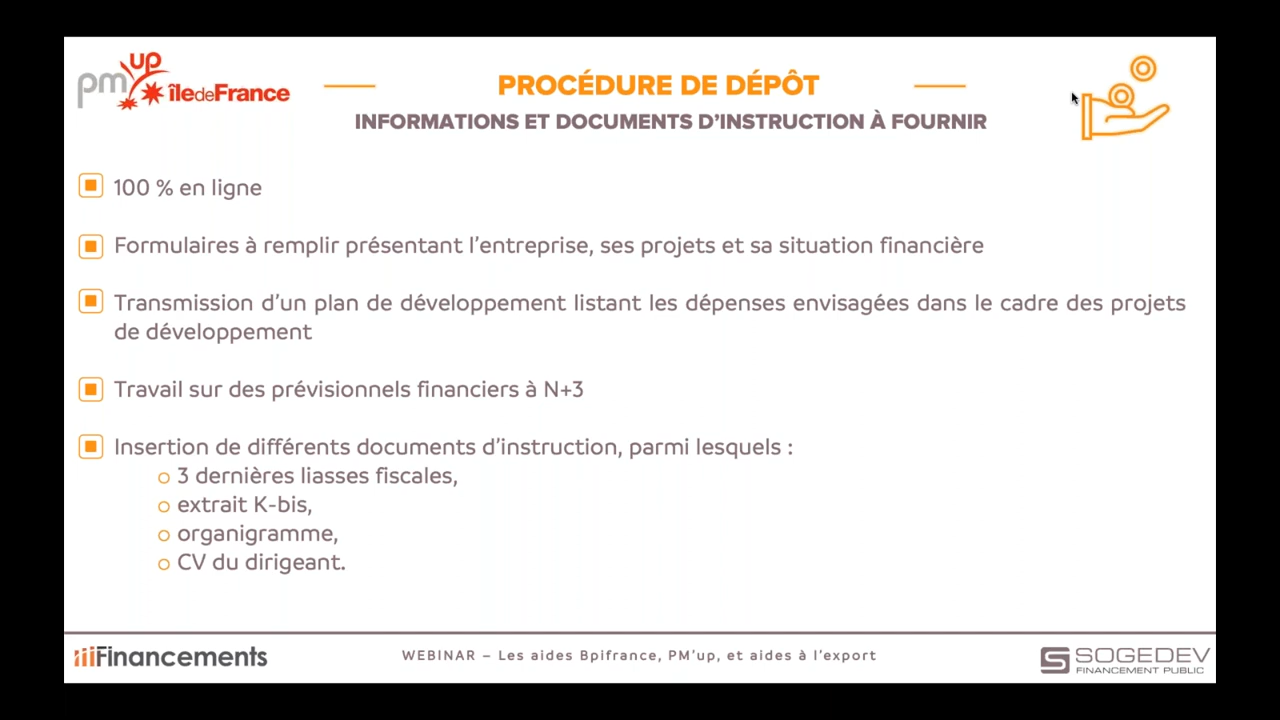 pm up îledeFrance
PROCÉDURE DE DÉPÔT
INFORMATIONS ET DOCUMENTS D'INSTRUCTION À FOURNIR
100 % en ligne
Formulaires à remplir présentant l'entreprise, ses projets et sa situation financière
Transmission d'un plan de développement listant les dépenses envisagées dans le cadre des projets
de développement
Travail sur des prévisionnels financiers à N+3
Insertion de différents documents d'instruction, parmi lesquels :
3 dernières liasses fiscales,
extrait K-bis,
organigramme,
CV du dirigeant.
Financements
WEBINAR – Les aides Bpifrance, PM'up, et aides à l'export
SOGEDEV
FINANCEMENT PUBLIC